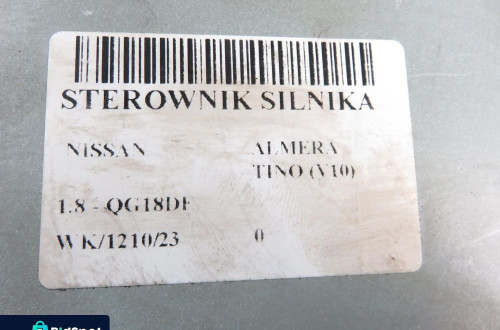 STEROWNIK SILNIKA
NISSAN ALMERA
TINO (V10)
1.8 - QG18DE
WK/1210/23 0